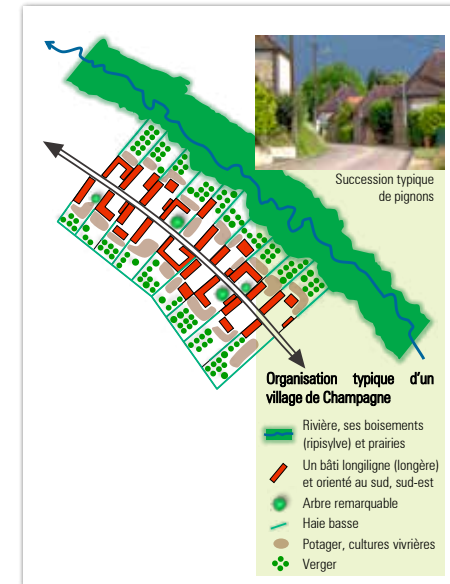 Succession typique
de pignons
Organisation typique d'un
village de Champagne
Rivière, ses boisements
(ripisylve) et prairies
Un bâti longiligne (longère)
et orienté au sud, sud-est
Arbre remarquable
Haie basse
Potager, cultures vivrières
Verger